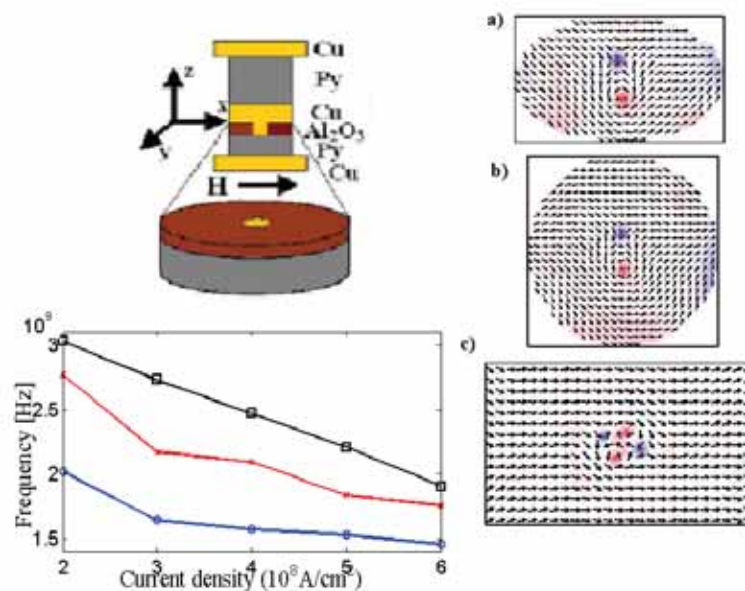 Cu
Py
Cu
Al₂O₃
Py
Cu
z
x
y
H
a)
b)
c)
10⁹
3
2.5
2
1.5
Frequency [Hz]
2 3 4 5 6
Current density (10⁸A/cm²)